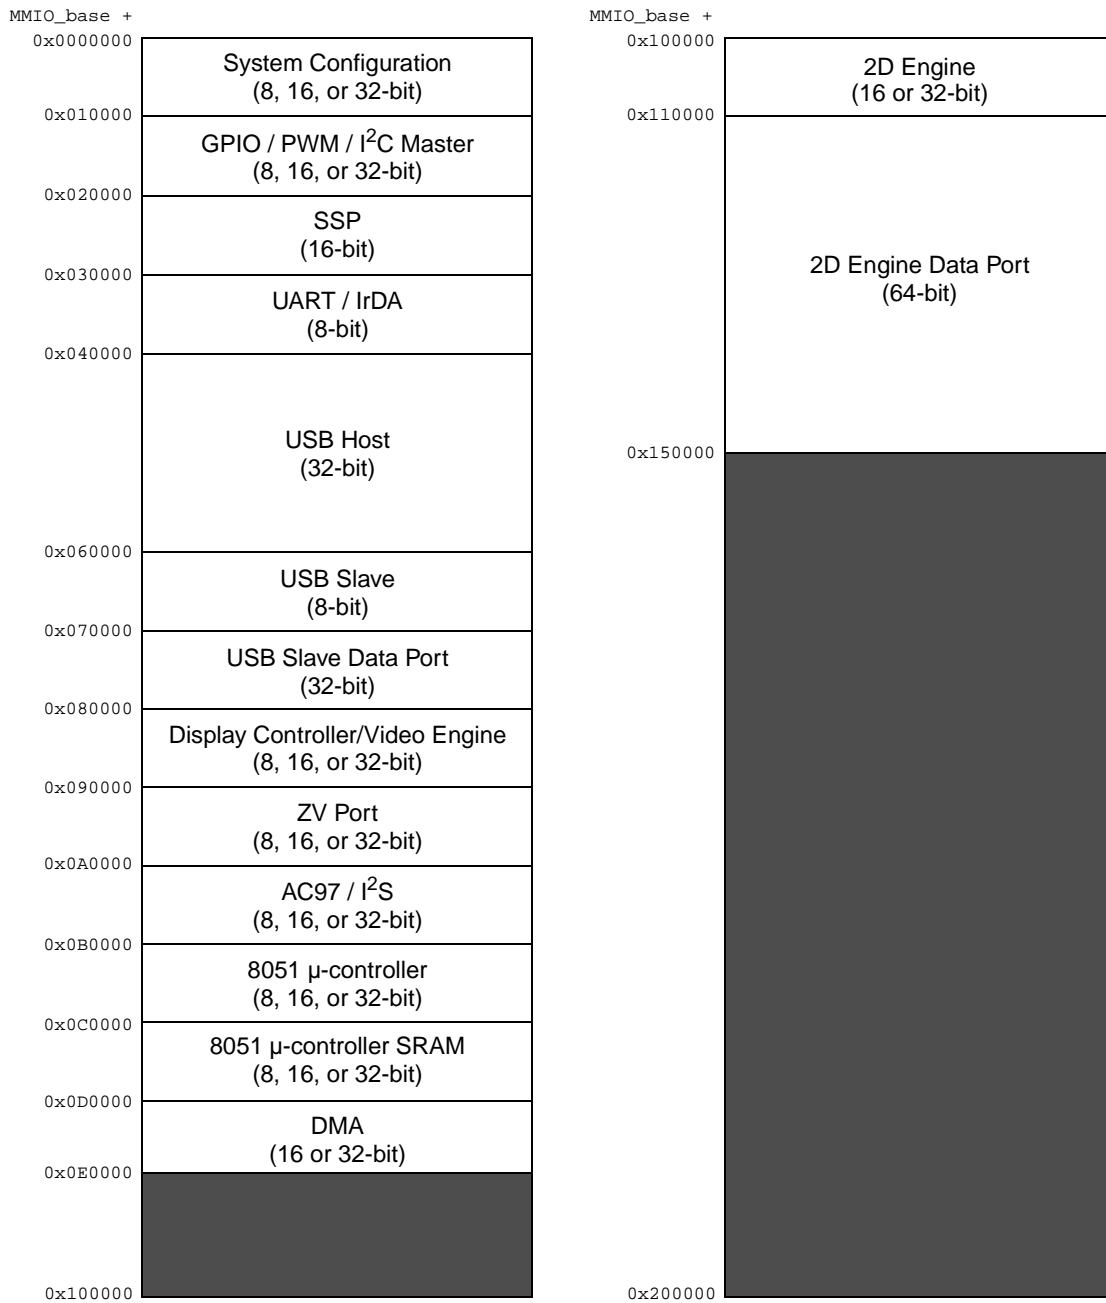 MMIO_base +
0x0000000
System Configuration
(8, 16, or 32-bit)
0x010000
GPIO / PWM / I²C Master
(8, 16, or 32-bit)
0x020000
SSP
(16-bit)
0x030000
UART / IrDA
(8-bit)
0x040000
USB Host
(32-bit)
0x060000
USB Slave
(8-bit)
0x070000
USB Slave Data Port
(32-bit)
0x080000
Display Controller/Video Engine
(8, 16, or 32-bit)
0x090000
ZV Port
(8, 16, or 32-bit)
0x0A0000
AC97 / I²S
(8, 16, or 32-bit)
0x0B0000
8051 µ-controller
(8, 16, or 32-bit)
0x0C0000
8051 µ-controller SRAM
(8, 16, or 32-bit)
0x0D0000
DMA
(16 or 32-bit)
0x0E0000
0x100000
MMIO_base +
0x100000
2D Engine
(16 or 32-bit)
0x110000
2D Engine Data Port
(64-bit)
0x150000
0x200000